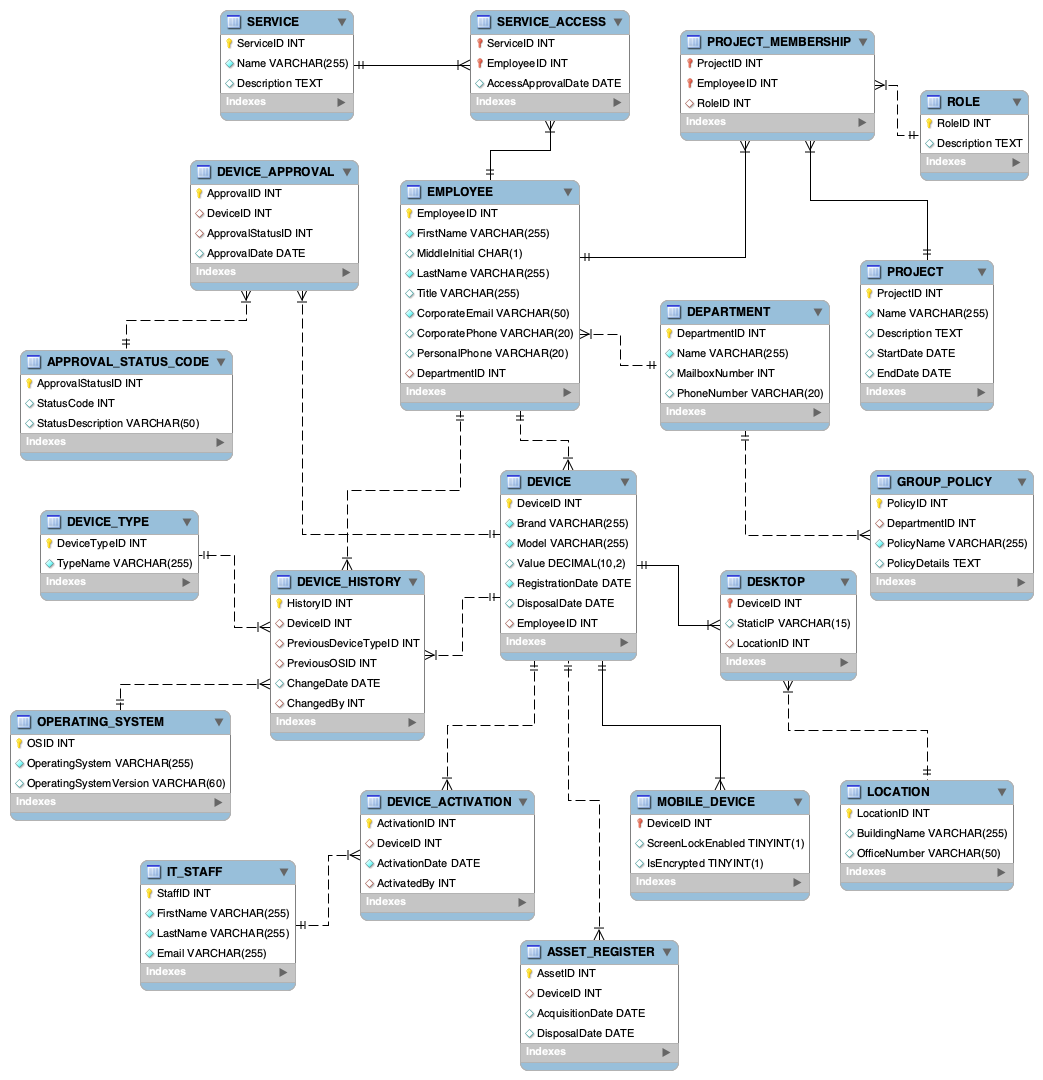 SERVICE
ServiceID INT
Name VARCHAR(255)
Description TEXT
Indexes
SERVICE_ACCESS
ServiceID INT
EmployeeID INT
AccessApprovalDate DATE
Indexes
PROJECT_MEMBERSHIP
ProjectID INT
EmployeeID INT
RoleID INT
Indexes
ROLE
RoleID INT
Description TEXT
Indexes
DEVICE_APPROVAL
ApprovalID INT
DeviceID INT
ApprovalStatusID INT
ApprovalDate DATE
Indexes
EMPLOYEE
EmployeeID INT
FirstName VARCHAR(255)
MiddleInitial CHAR(1)
LastName VARCHAR(255)
Title VARCHAR(255)
CorporateEmail VARCHAR(50)
CorporatePhone VARCHAR(20)
PersonalPhone VARCHAR(20)
DepartmentID INT
Indexes
PROJECT
ProjectID INT
Name VARCHAR(255)
Description TEXT
StartDate DATE
EndDate DATE
Indexes
DEPARTMENT
DepartmentID INT
Name VARCHAR(255)
MailboxNumber INT
PhoneNumber VARCHAR(20)
Indexes
APPROVAL_STATUS_CODE
ApprovalStatusID INT
StatusCode INT
StatusDescription VARCHAR(50)
Indexes
DEVICE
DeviceID INT
Brand VARCHAR(255)
Model VARCHAR(255)
Value DECIMAL(10,2)
RegistrationDate DATE
DisposalDate DATE
EmployeeID INT
Indexes
GROUP_POLICY
PolicyID INT
DepartmentID INT
PolicyName VARCHAR(255)
PolicyDetails TEXT
Indexes
DEVICE_TYPE
DeviceTypeID INT
TypeName VARCHAR(255)
Indexes
DEVICE_HISTORY
HistoryID INT
DeviceID INT
PreviousDeviceTypeID INT
PreviousOSID INT
ChangeDate DATE
ChangedBy INT
Indexes
DESKTOP
DeviceID INT
StaticIP VARCHAR(15)
LocationID INT
Indexes
OPERATING_SYSTEM
OSID INT
OperatingSystem VARCHAR(255)
OperatingSystemVersion VARCHAR(60)
Indexes
DEVICE_ACTIVATION
ActivationID INT
DeviceID INT
ActivationDate DATE
ActivatedBy INT
Indexes
MOBILE_DEVICE
DeviceID INT
ScreenLockEnabled TINYINT(1)
IsEncrypted TINYINT(1)
Indexes
LOCATION
LocationID INT
BuildingName VARCHAR(255)
OfficeNumber VARCHAR(50)
Indexes
IT_STAFF
StaffID INT
FirstName VARCHAR(255)
LastName VARCHAR(255)
Email VARCHAR(255)
Indexes
ASSET_REGISTER
AssetID INT
DeviceID INT
AcquisitionDate DATE
DisposalDate DATE
Indexes